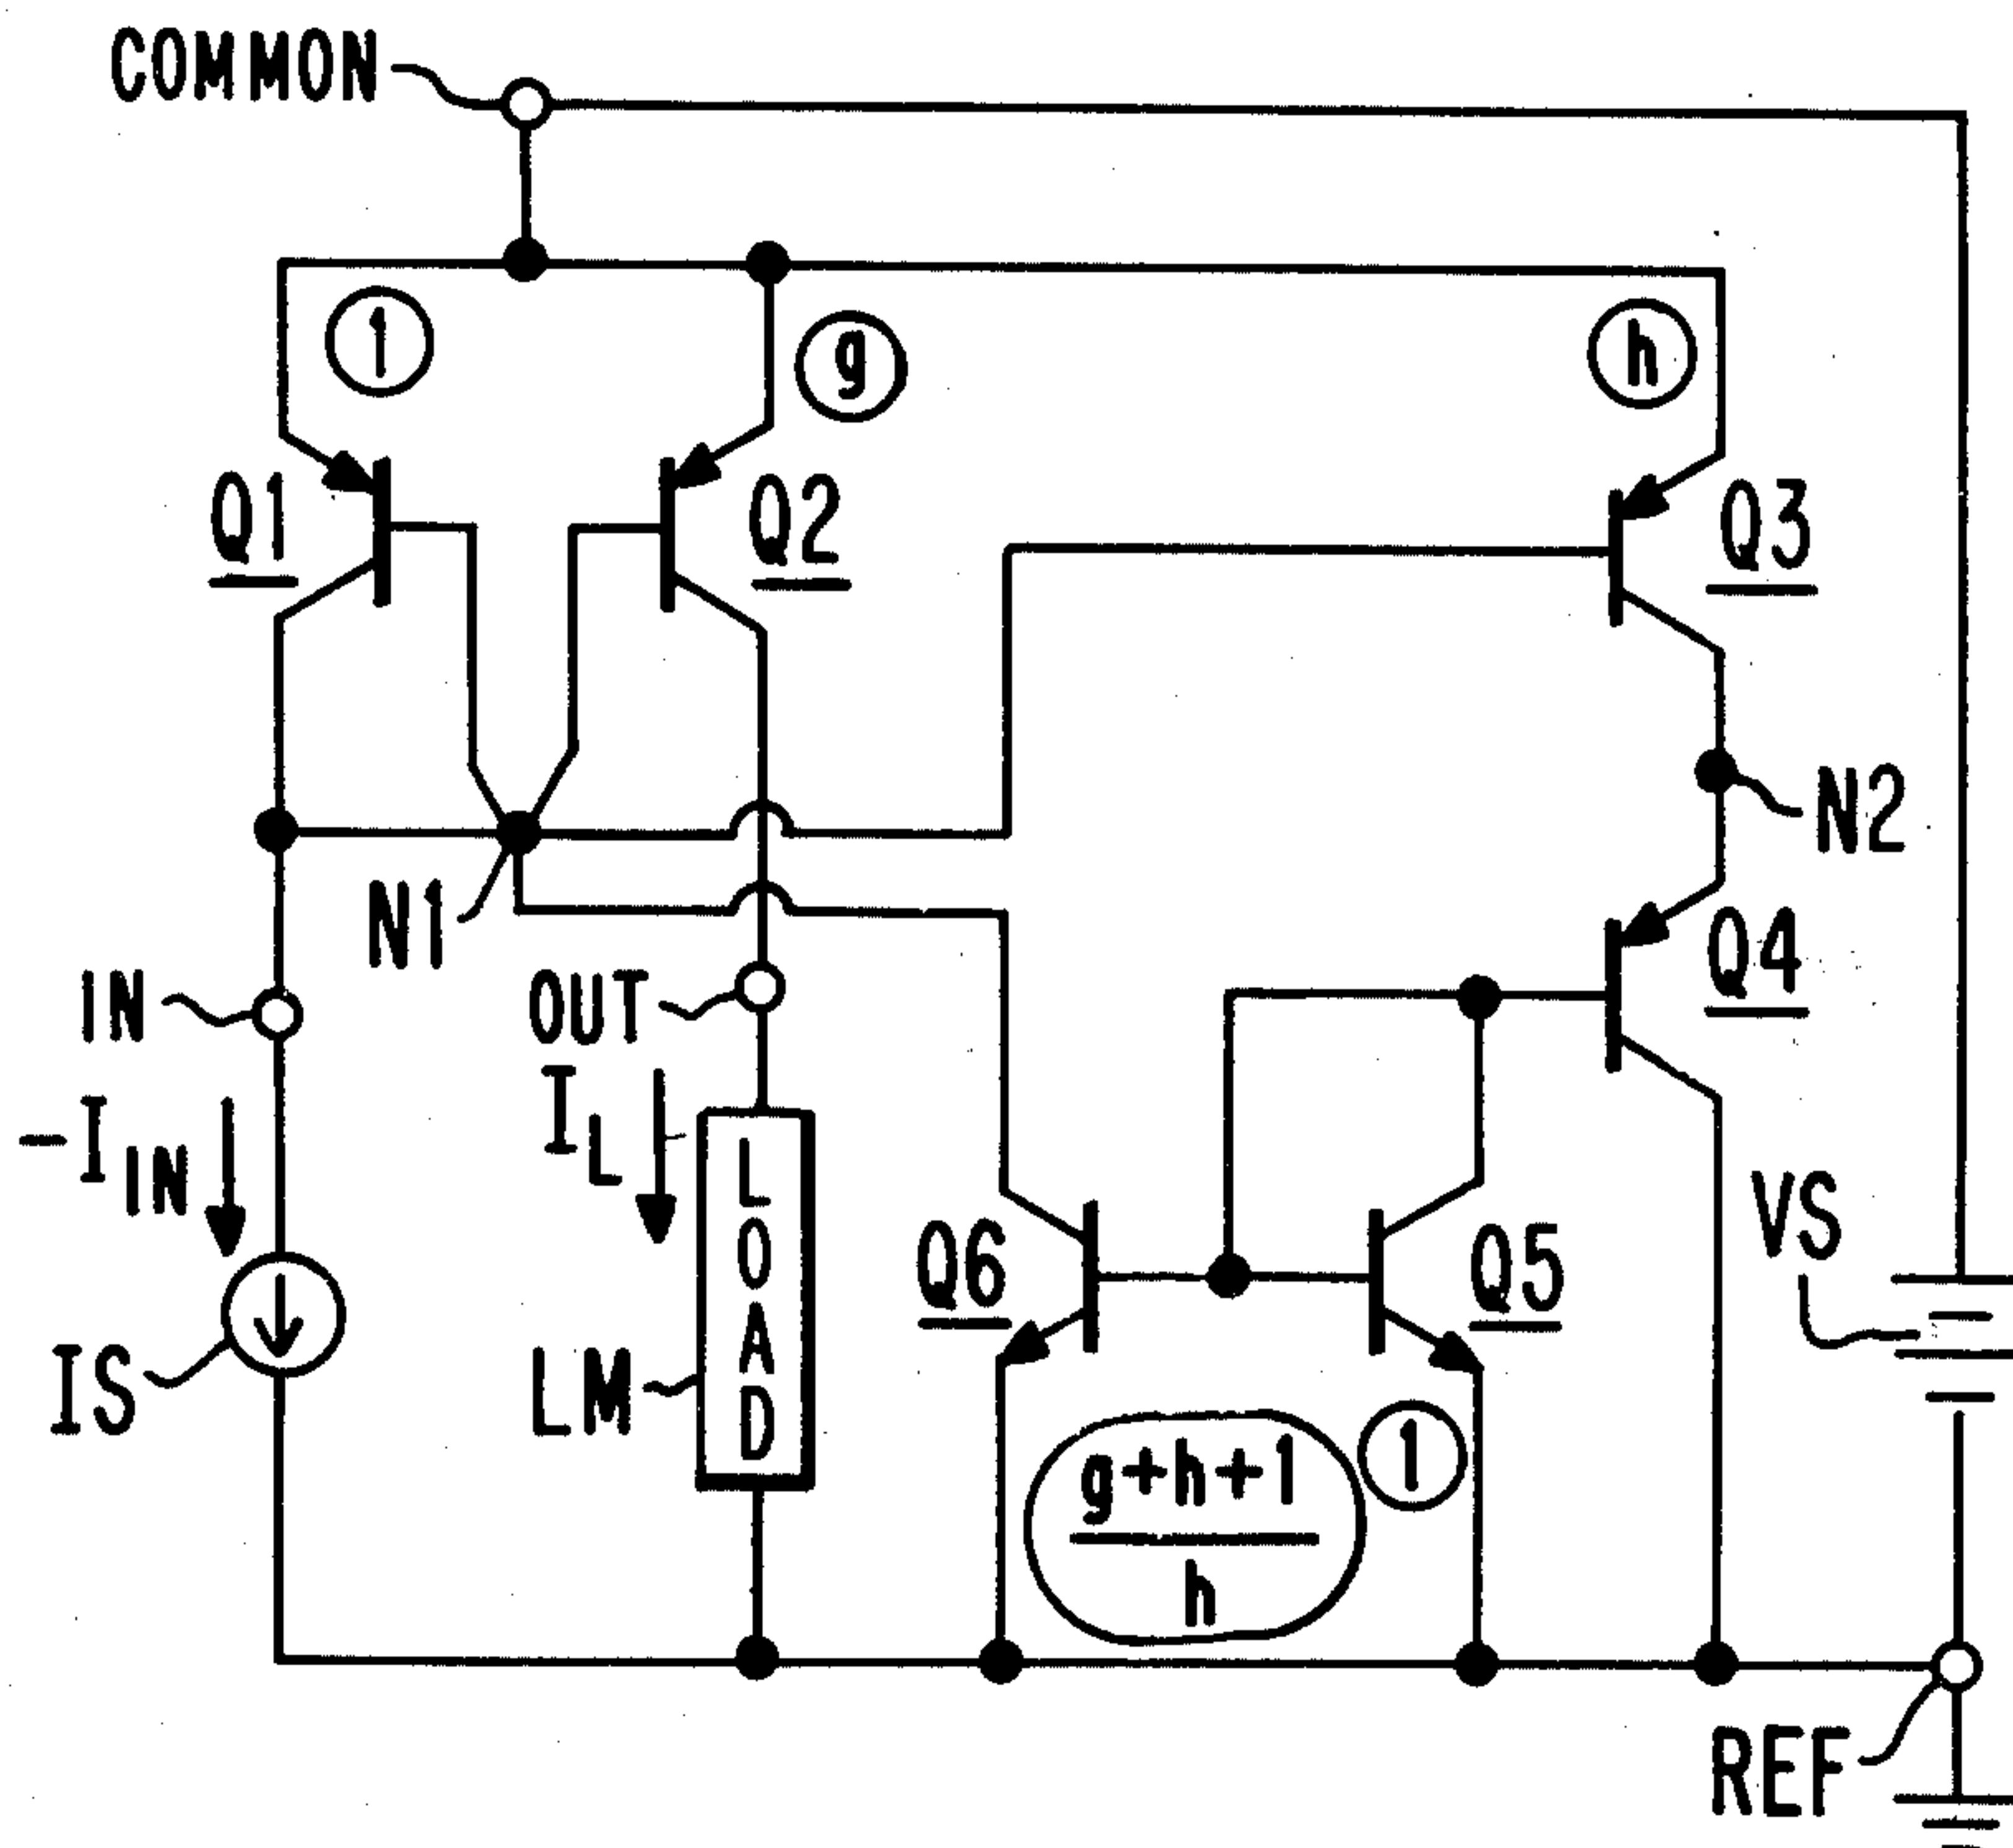 COMMON
1
g
h
Q1
Q2
Q3
N2
N1
Q4
IN
OUT
I_L
-I_IN
LOAD
VS
Q6
Q5
IS
LM
g+h+1
h
1
REF